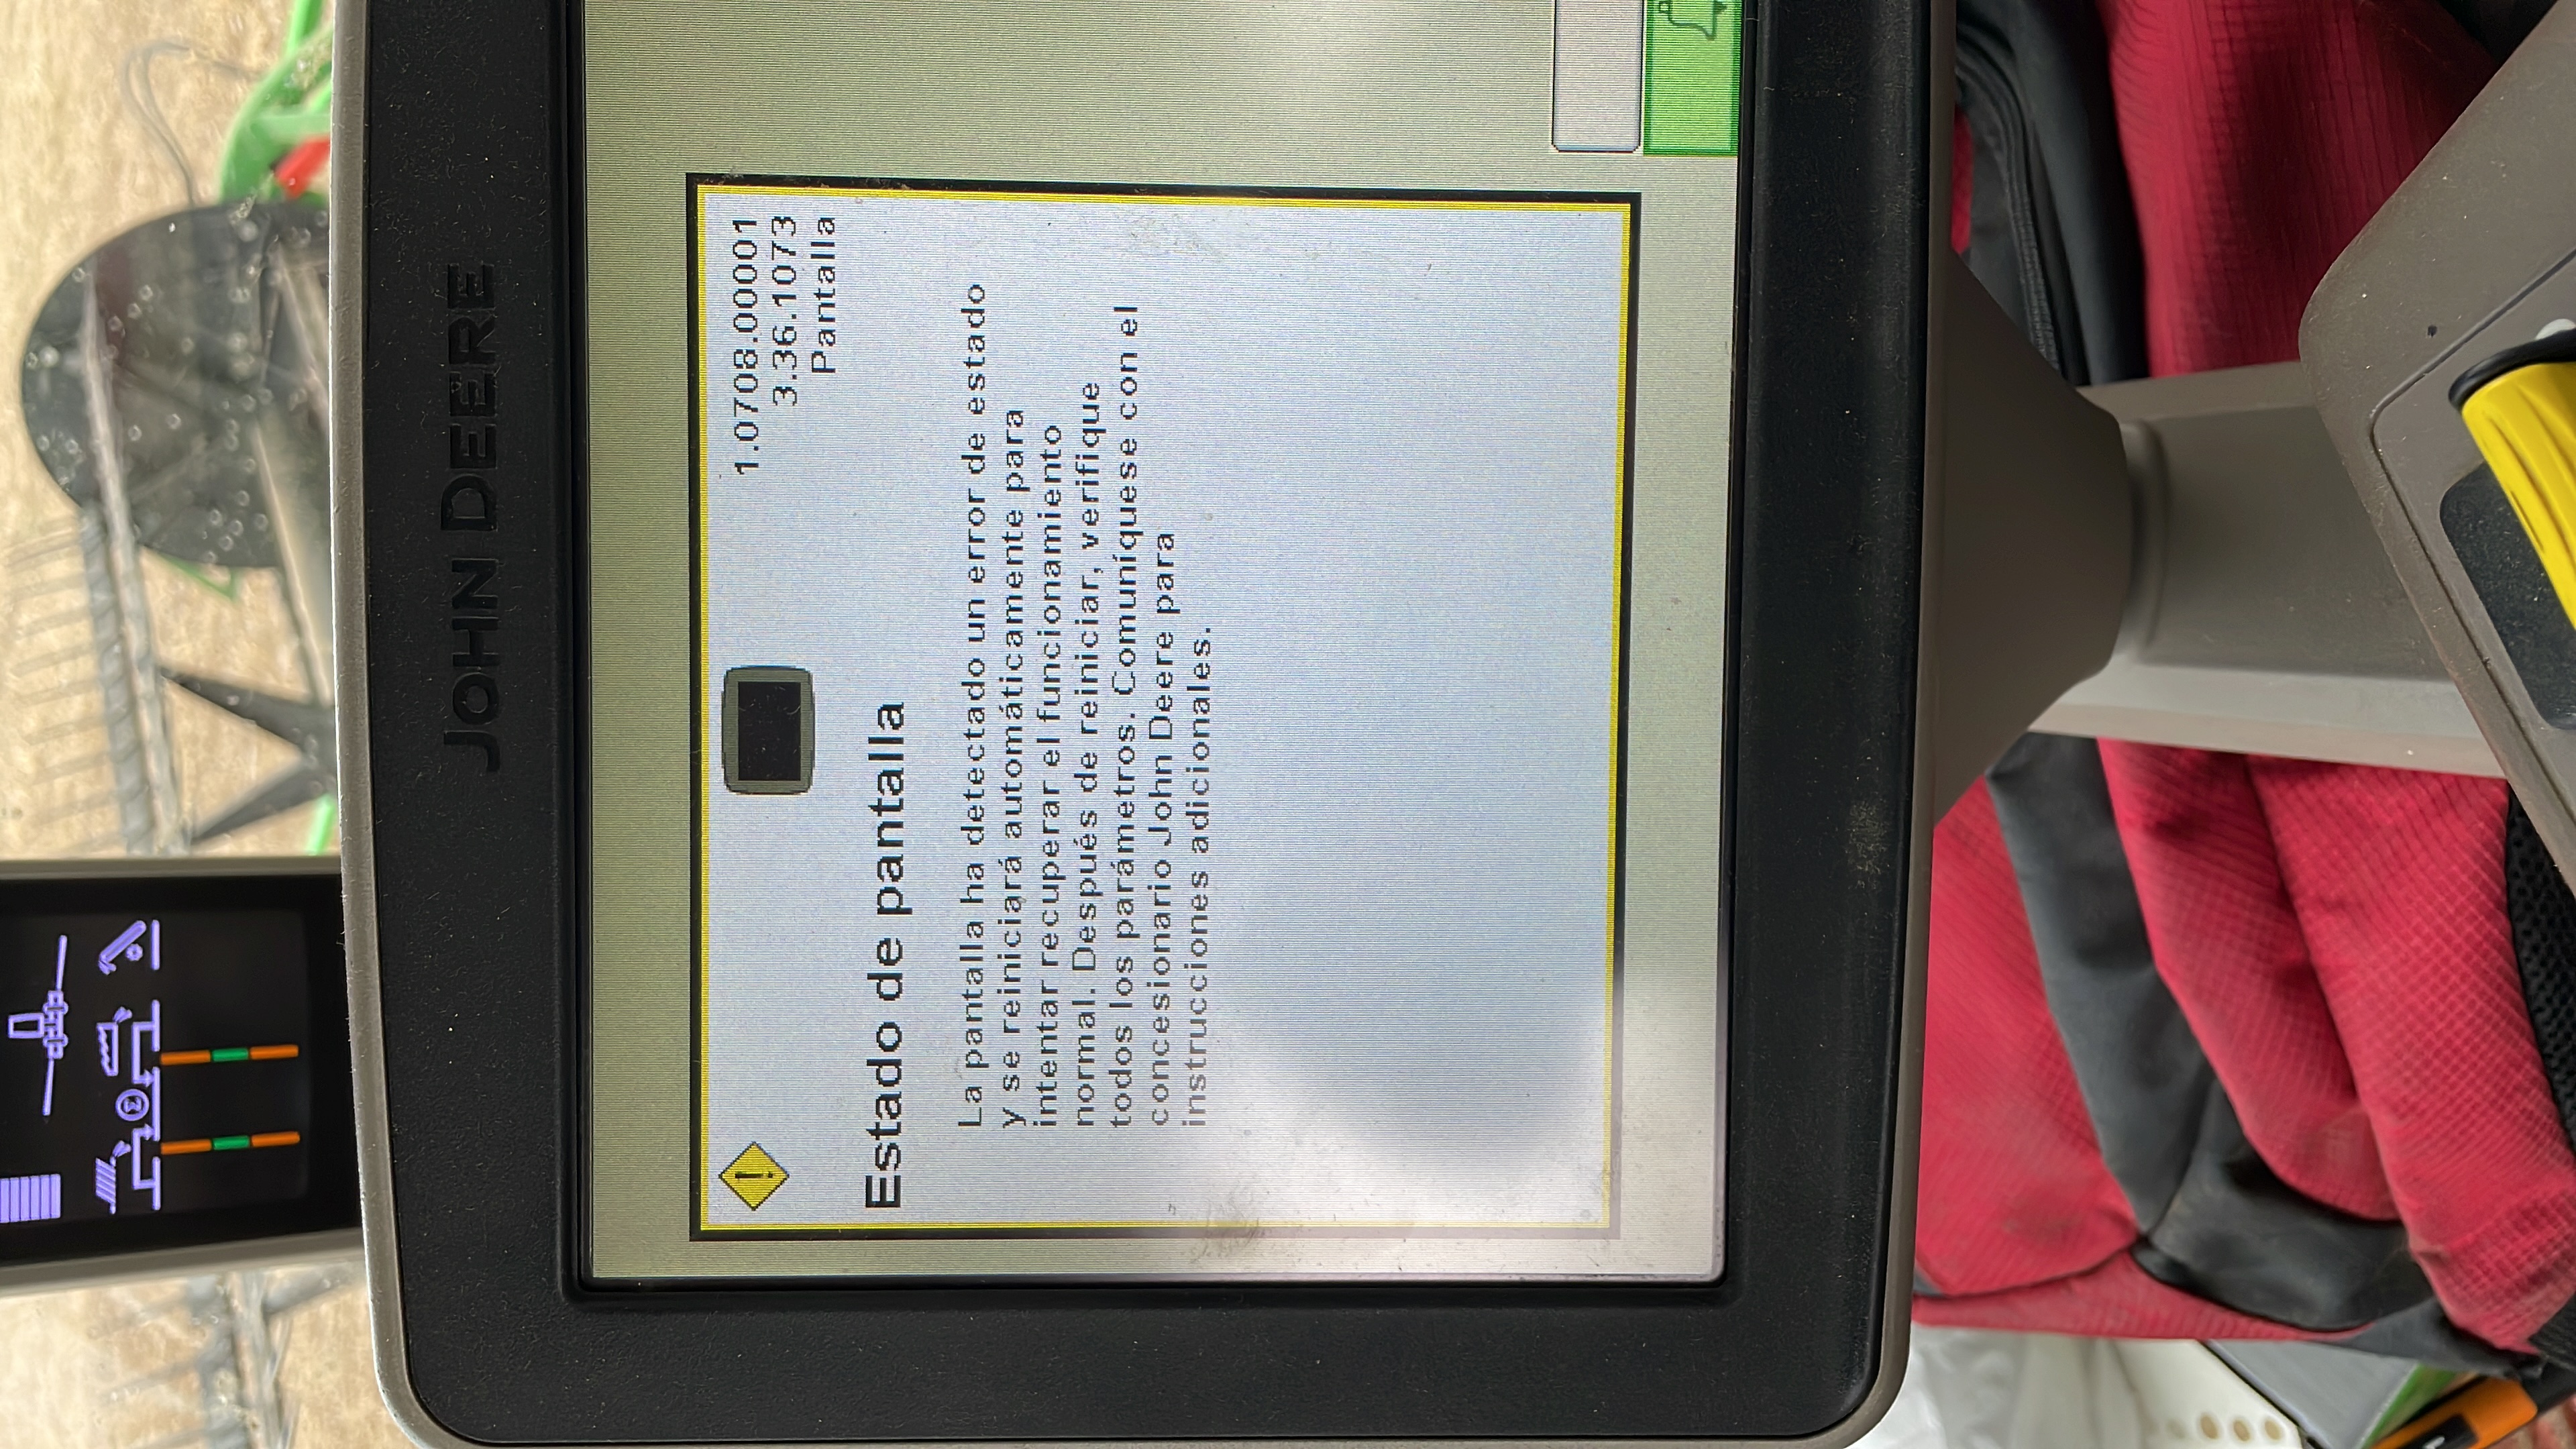 JOHN DEERE
1.0708.00001
3.36.1073
Pantalla
Estado de pantalla
La pantalla ha detectado un error de estado
y se reiniciará automáticamente para
intentar recuperar el funcionamiento
normal. Después de reiniciar, verifique
todos los parámetros. Comuníquese con el
concesionario John Deere para
instrucciones adicionales.